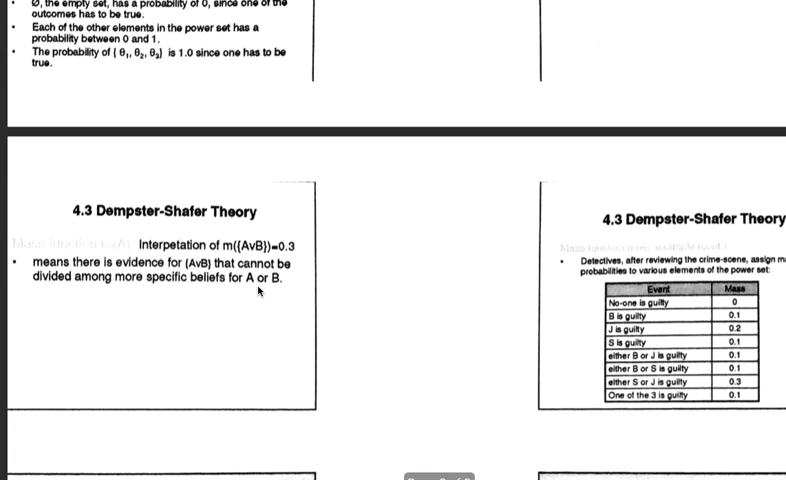 Ø, the empty set, has a probability of 0, since one of the
outcomes has to be true.
• Each of the other elements in the power set has a
probability between 0 and 1.
• The probability of { θ₁, θ₂, θ₃} is 1.0 since one has to be
true.
4.3 Dempster-Shafer Theory
Interpetation of m({AvB})=0.3
• means there is evidence for {AvB} that cannot be
divided among more specific beliefs for A or B.
4.3 Dempster-Shafer Theory
• Detectives, after reviewing the crime-scene, assign
probabilities to various elements of the power set:
Event Mass
No-one is guilty 0
B is guilty 0.1
J is guilty 0.2
S is guilty 0.1
either B or J is guilty 0.1
either B or S is guilty 0.1
either S or J is guilty 0.3
One of the 3 is guilty 0.1